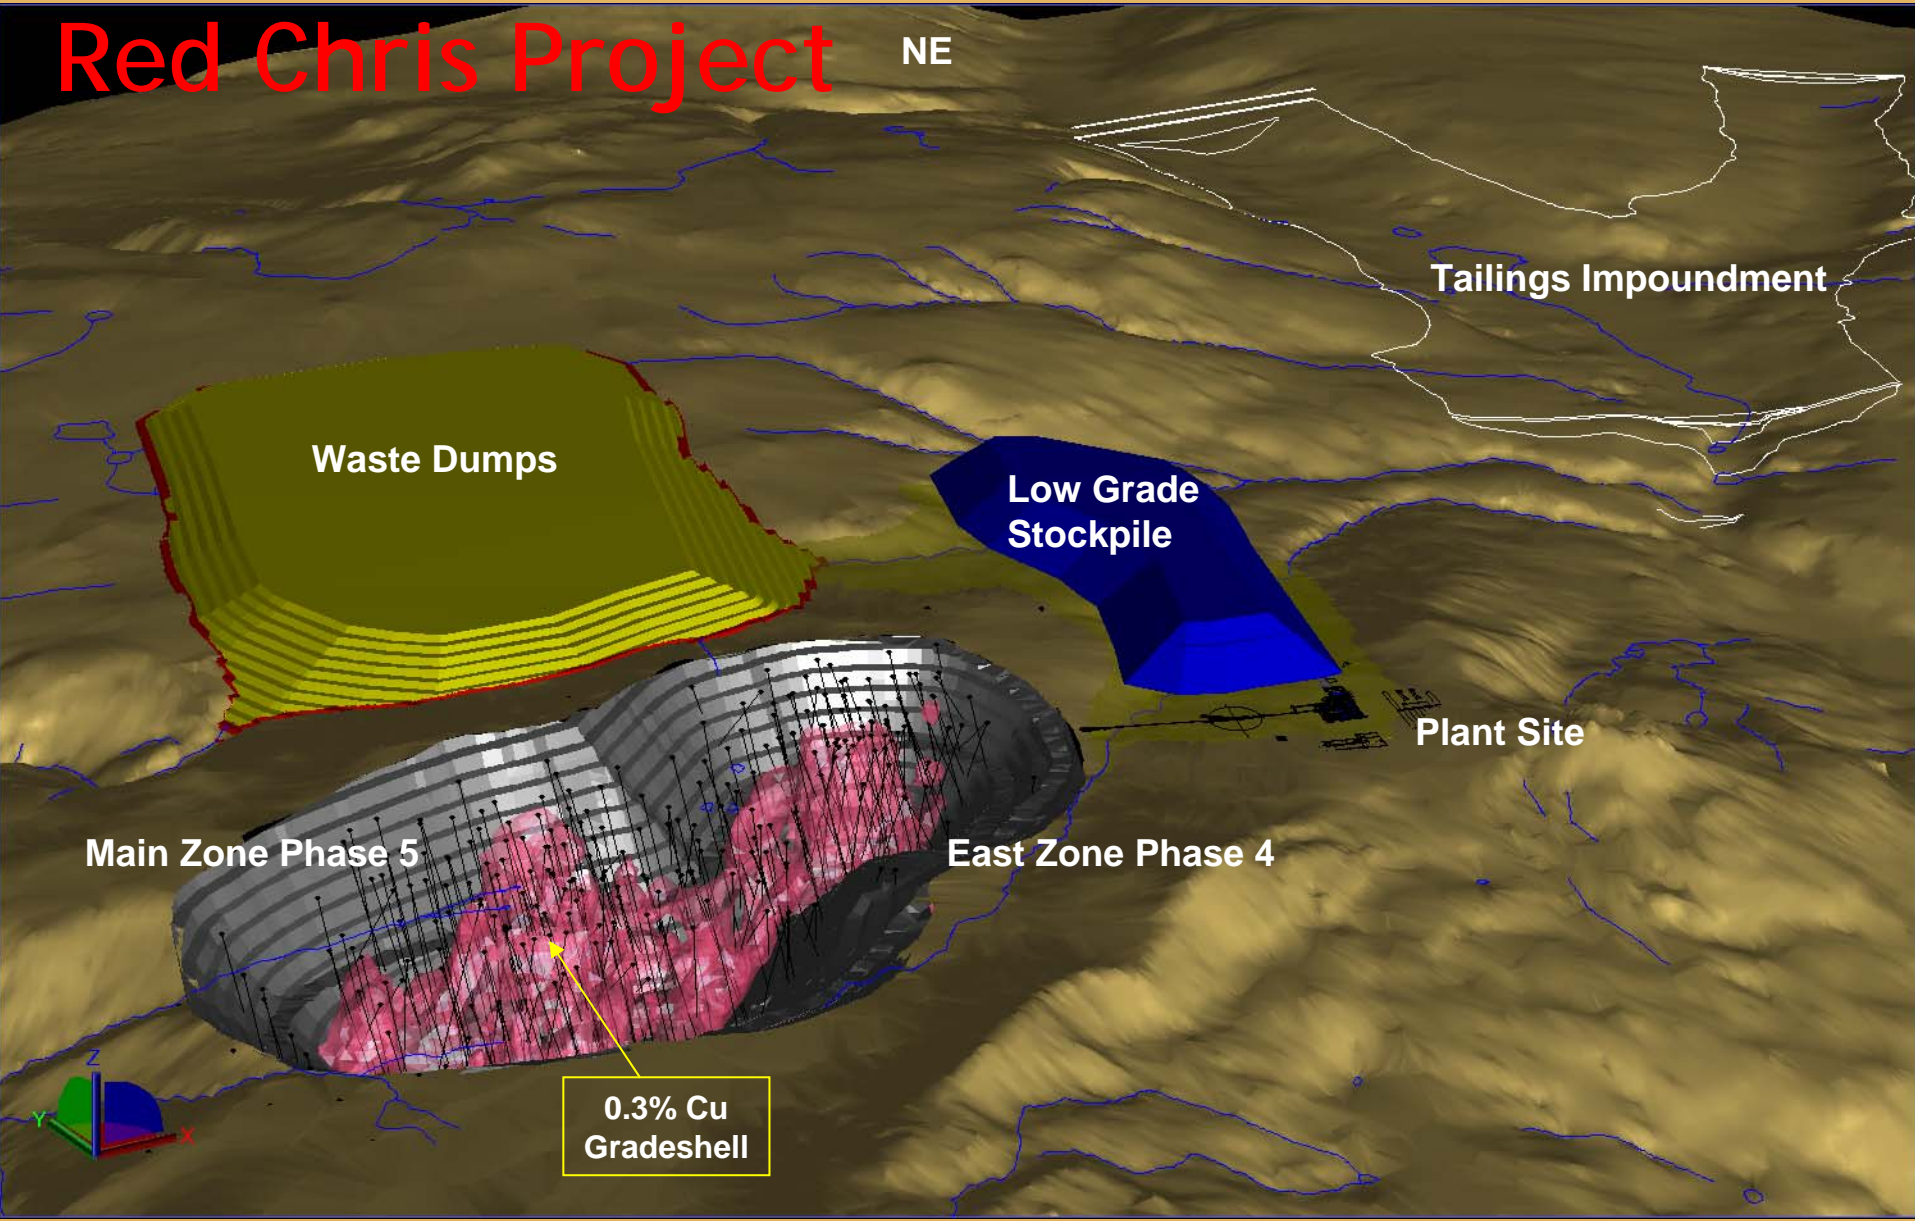 Red Chris Project
NE
Tailings Impoundment
Waste Dumps
Low Grade
Stockpile
Plant Site
Main Zone Phase 5
East Zone Phase 4
0.3% Cu
Gradeshell
Z
Y
X